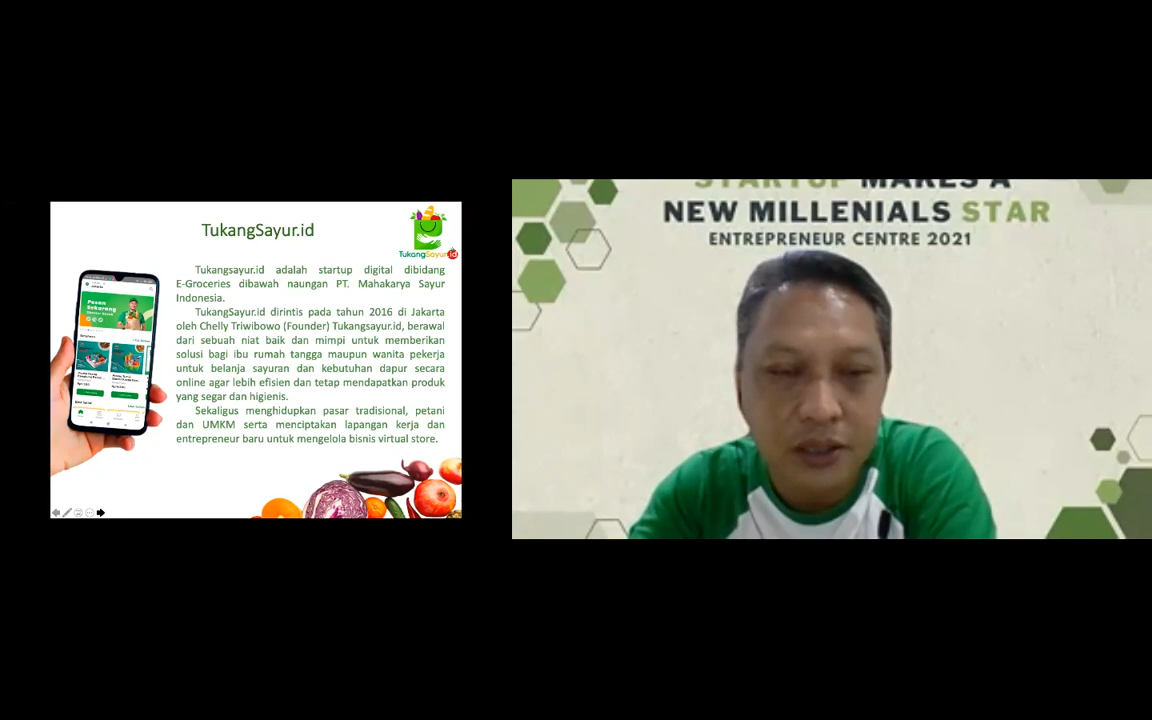 TukangSayur.id
TukangSayur.id
Tukangsayur.id adalah startup digital dibidang
E-Groceries dibawah naungan PT. Mahakarya Sayur
Indonesia.
TukangSayur.id dirintis pada tahun 2016 di Jakarta
oleh Chelly Triwibowo (Founder) Tukangsayur.id, berawal
dari sebuah niat baik dan mimpi untuk memberikan
solusi bagi ibu rumah tangga maupun wanita pekerja
untuk belanja sayuran dan kebutuhan dapur secara
online agar lebih efisien dan tetap mendapatkan produk
yang segar dan higienis.
Sekaligus menghidupkan pasar tradisional, petani
dan UMKM serta menciptakan lapangan kerja dan
entrepreneur baru untuk mengelola bisnis virtual store.
Pesan
Sekarang
STARTUP MAKES A
NEW MILLENIALS STAR
ENTREPRENEUR CENTRE 2021